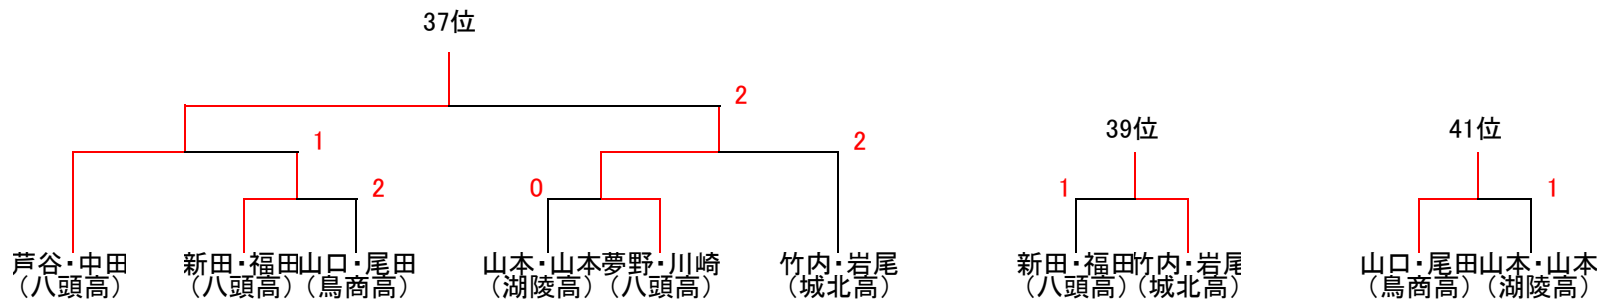 37位
2
39位
41位
1
2
2
0
1
1
芦谷・中田 新田・福田 山口・尾田 山本・山本 夢野・川崎 竹内・岩尾 新田・福田 竹内・岩尾 山口・尾田 山本・山本
（八頭高） （八頭高） （鳥商高） （湖陵高） （八頭高） （城北高） （八頭高） （城北高） （鳥商高） （湖陵高）